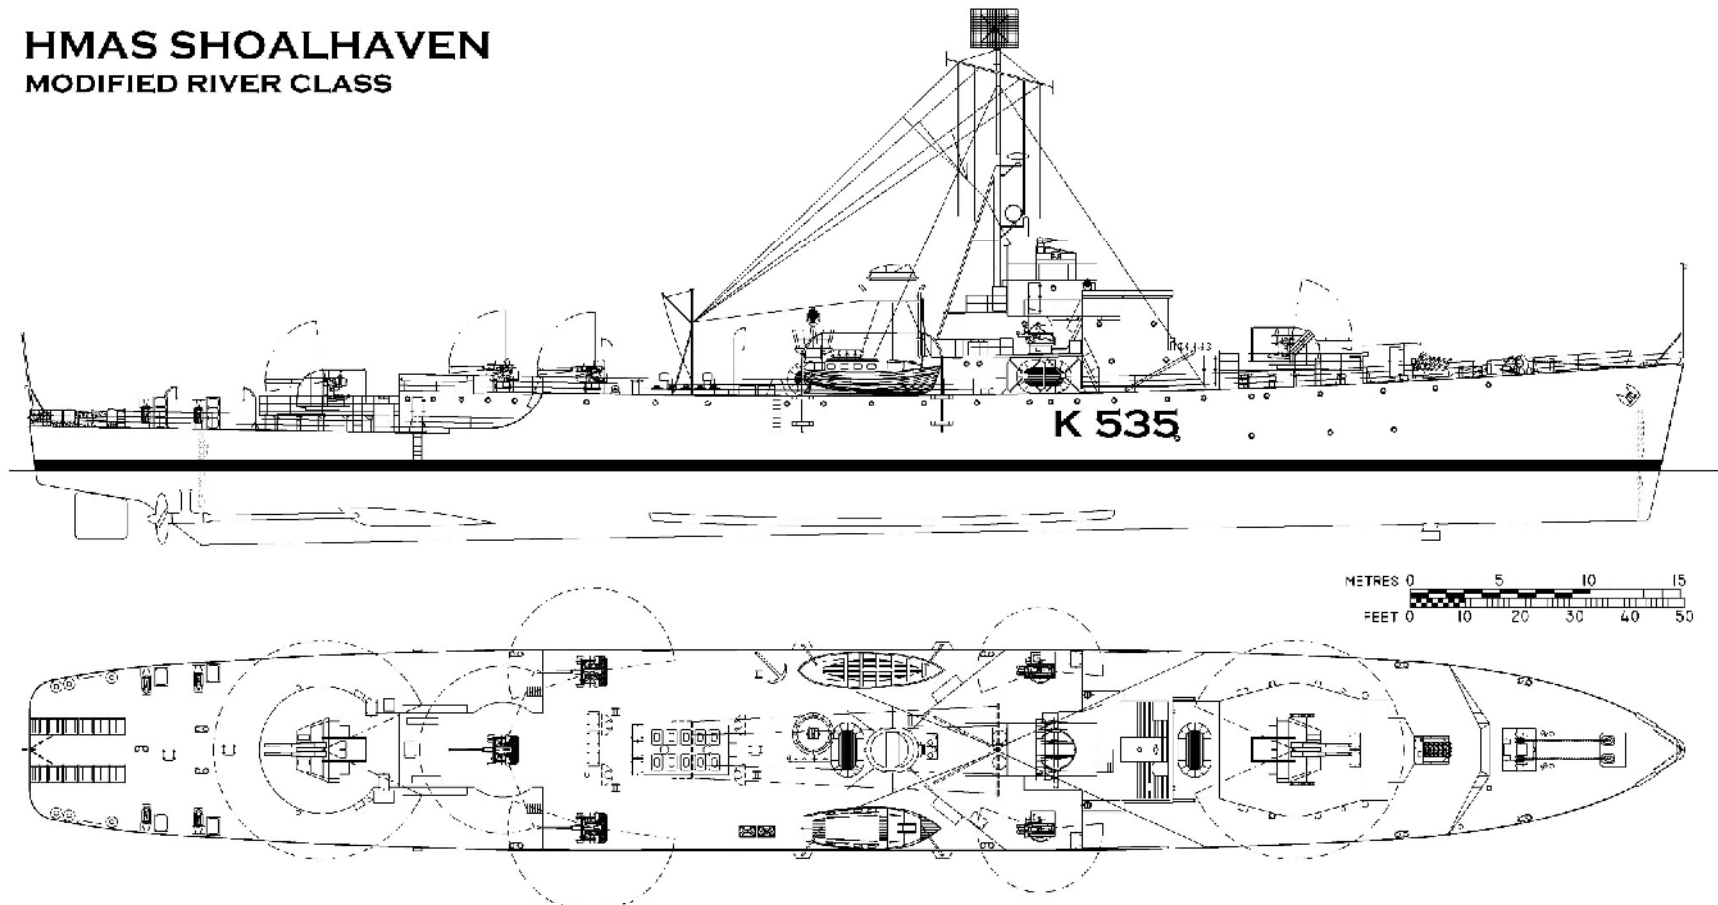 HMAS SHOALHAVEN
MODIFIED RIVER CLASS
K 535
METRES 0 5 10 15
FEET 0 10 20 30 40 50